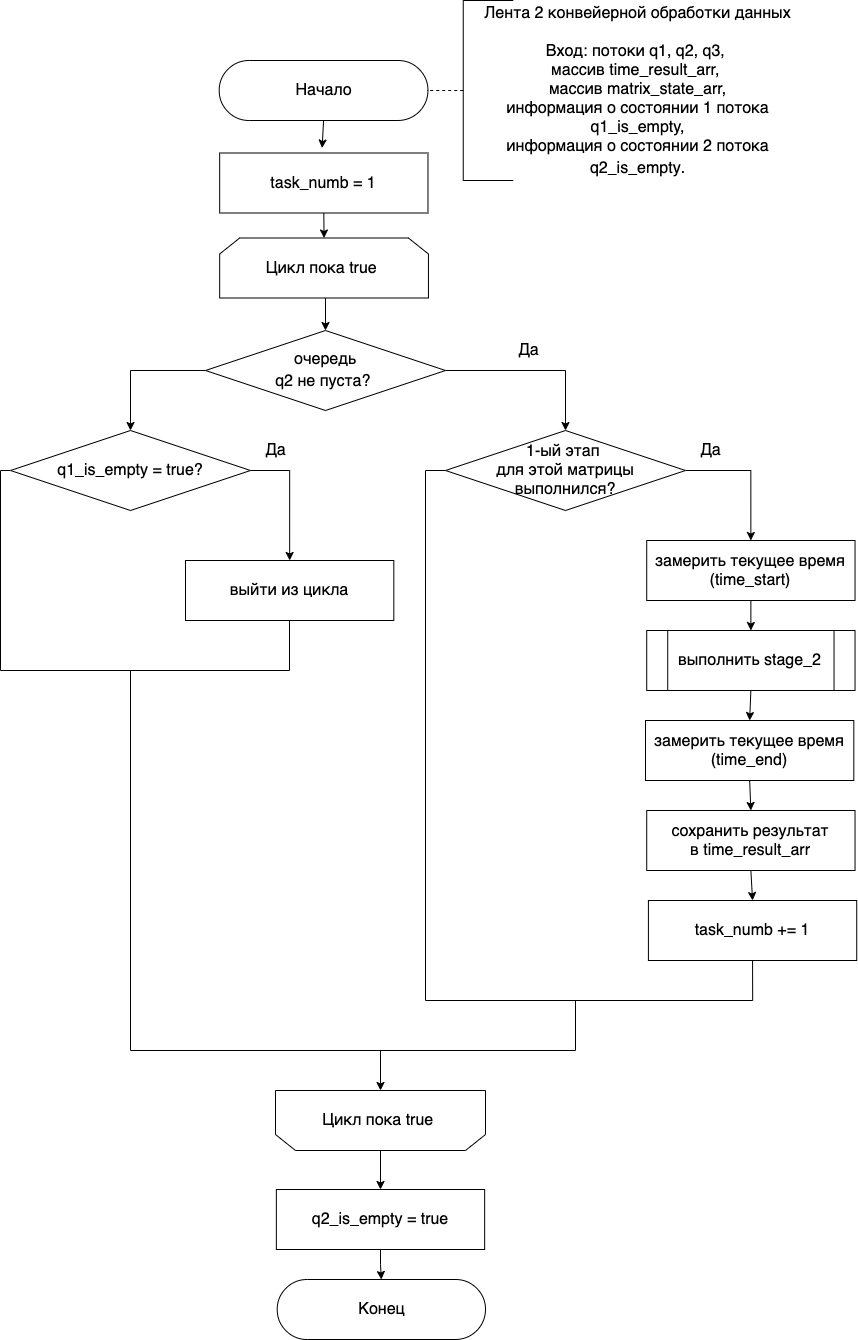 Лента 2 конвейерной обработки данных
Вход: потоки q1, q2, q3,
массив time_result_arr,
массив matrix_state_arr,
информация о состоянии 1 потока
q1_is_empty,
информация о состоянии 2 потока
q2_is_empty.
Начало
task_numb = 1
Цикл пока true
очередь
q2 не пуста?
Да
q1_is_empty = true?
Да
1-ый этап
для этой матрицы
выполнился?
Да
выйти из цикла
замерить текущее время
(time_start)
выполнить stage_2
замерить текущее время
(time_end)
сохранить результат
в time_result_arr
task_numb += 1
Цикл пока true
q2_is_empty = true
Конец